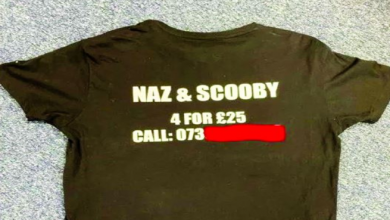 NAZ & SCOOBY
4 FOR £25
CALL: 073